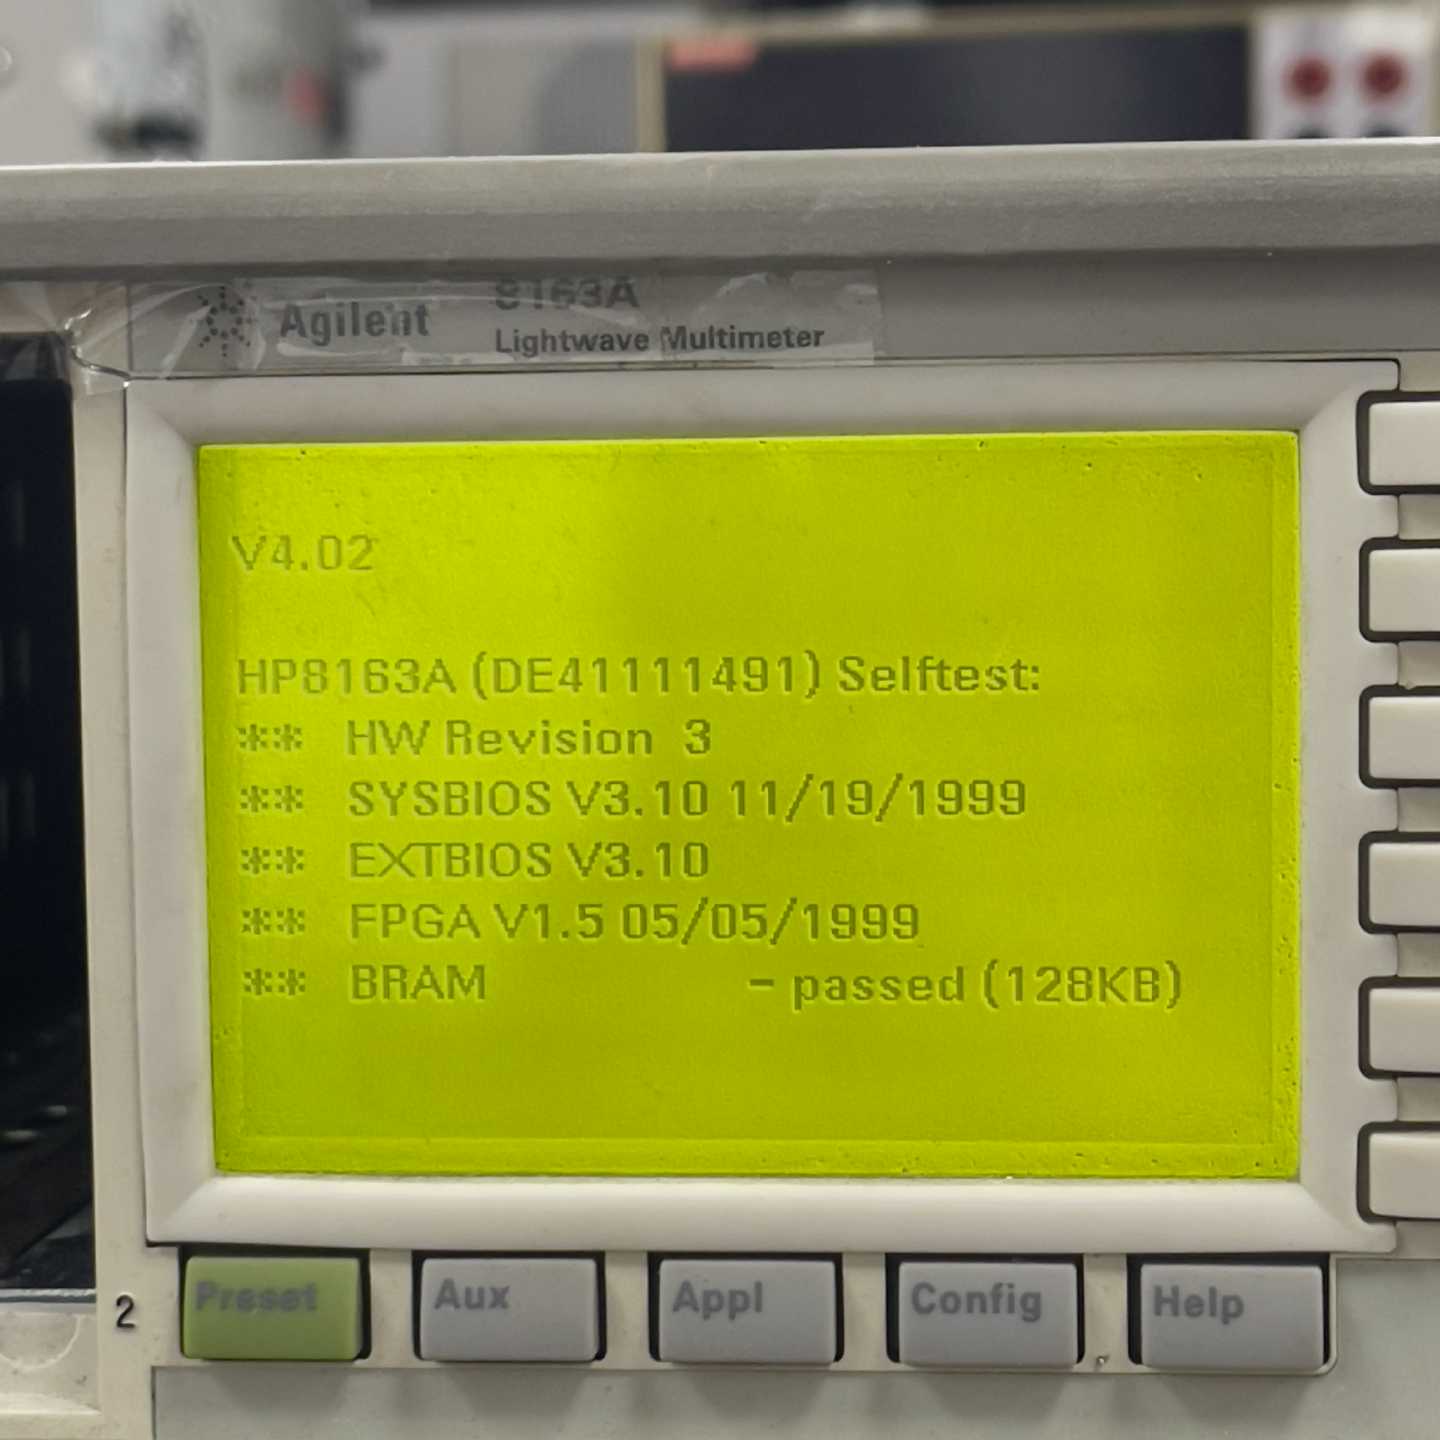 Agilent 8163A
Lightwave Multimeter
V4.02
HP8163A (DE41111491) Selftest:
** HW Revision 3
** SYSBIOS V3.10 11/19/1999
** EXTBIOS V3.10
** FPGA V1.5 05/05/1999
** BRAM - passed (128KB)
2
Preset Aux Appl Config Help